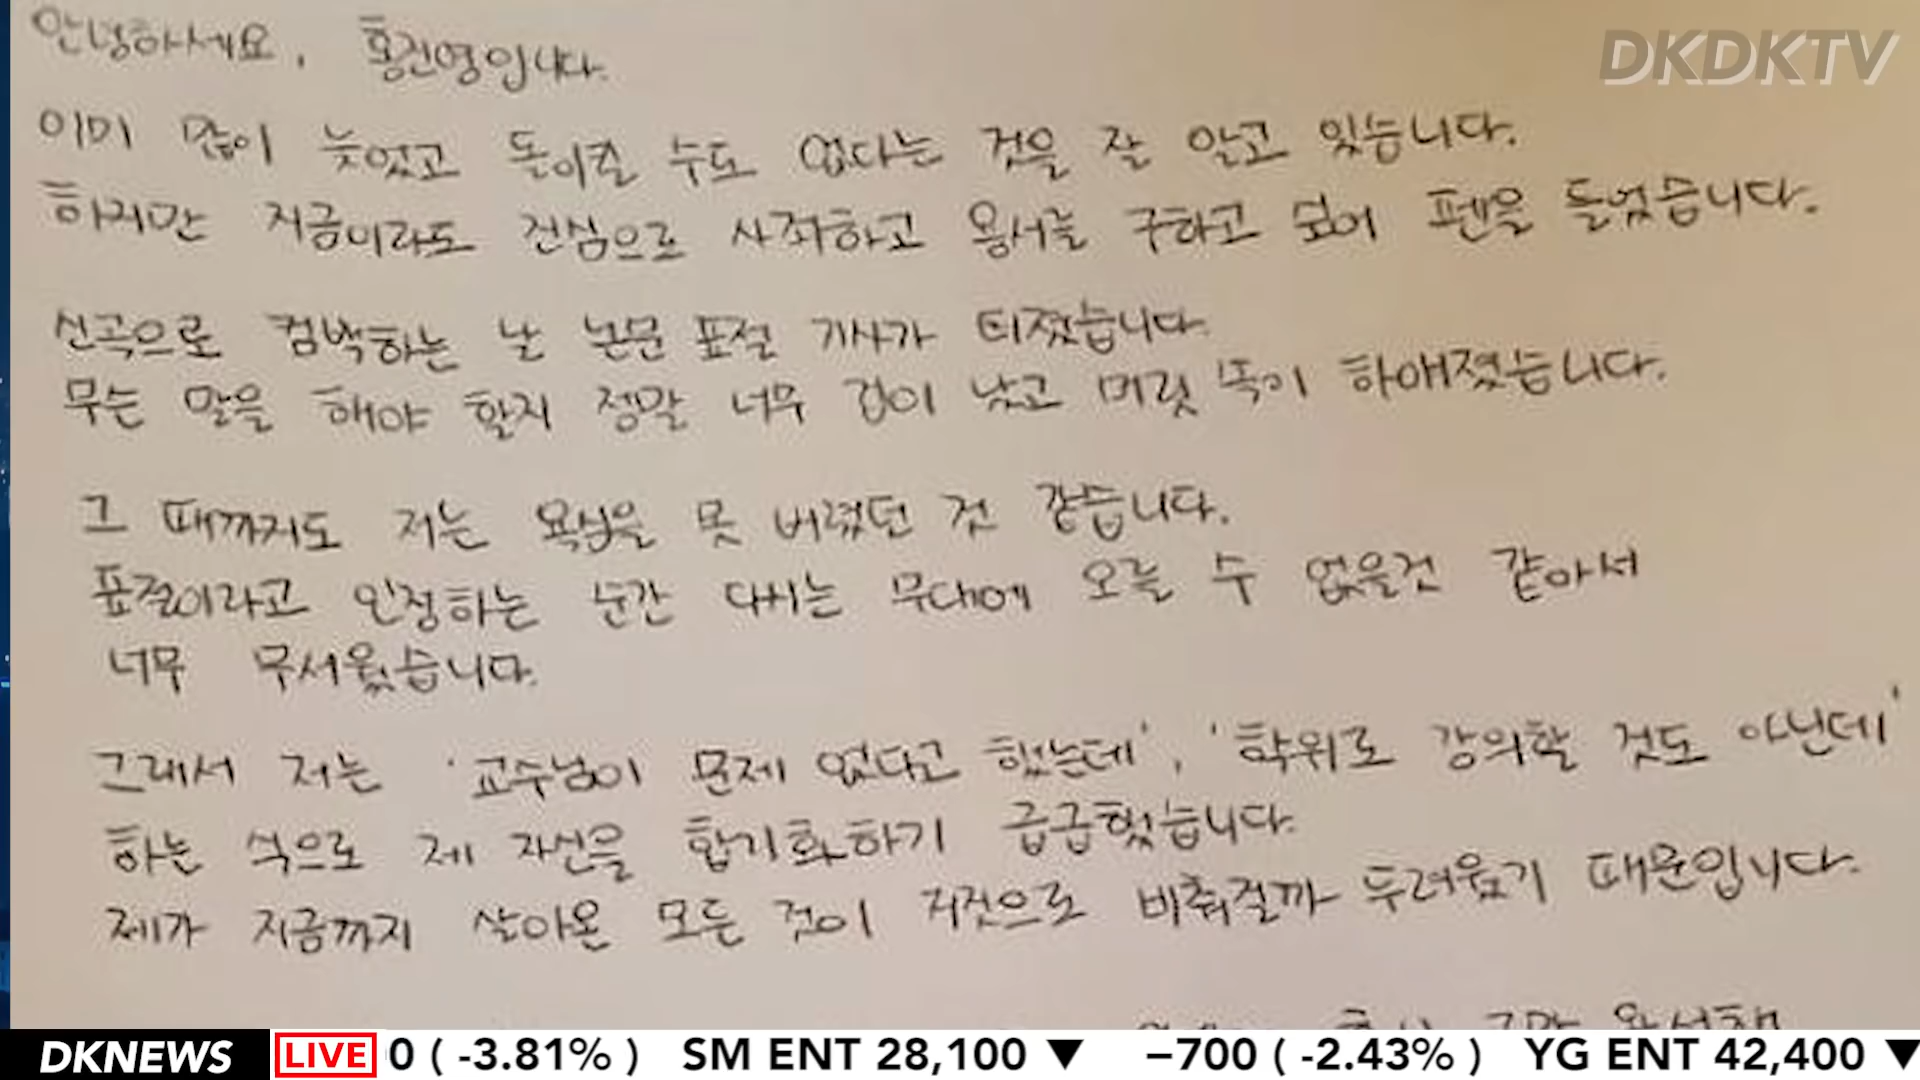 안녕하세요, 홍진영입니다.
DKDKTV
이미 많이 늦었고 돌이킬 수도 없다는 것을 잘 알고 있습니다.
하지만 지금이라도 진심으로 사죄하고 용서를 구하고 싶어 펜을 들었습니다.
신곡으로 컴백하는 날 논문 표절 기사가 터졌습니다.
무슨 말을 해야 할지 정말 너무 겁이 났고 머릿 속이 하얘졌습니다.
그 때까지도 저는 욕심을 못 버렸던 것 같습니다.
표절이라고 인정하는 순간 다시는 무대에 오를 수 없을건 같아서
너무 무서웠습니다.
그래서 저는 '교수님이 문제 없다고 했는데', '학위로 강의할 것도 아닌데'
하는 식으로 제 자신을 합리화하기 급급했습니다.
제가 지금까지 살아온 모든 것이 거짓으로 비춰질까 두려웠기 때문입니다.
DKNEWS LIVE 0 ( -3.81% ) SM ENT 28,100 ▼ −700 ( -2.43% ) YG ENT 42,400 ▼